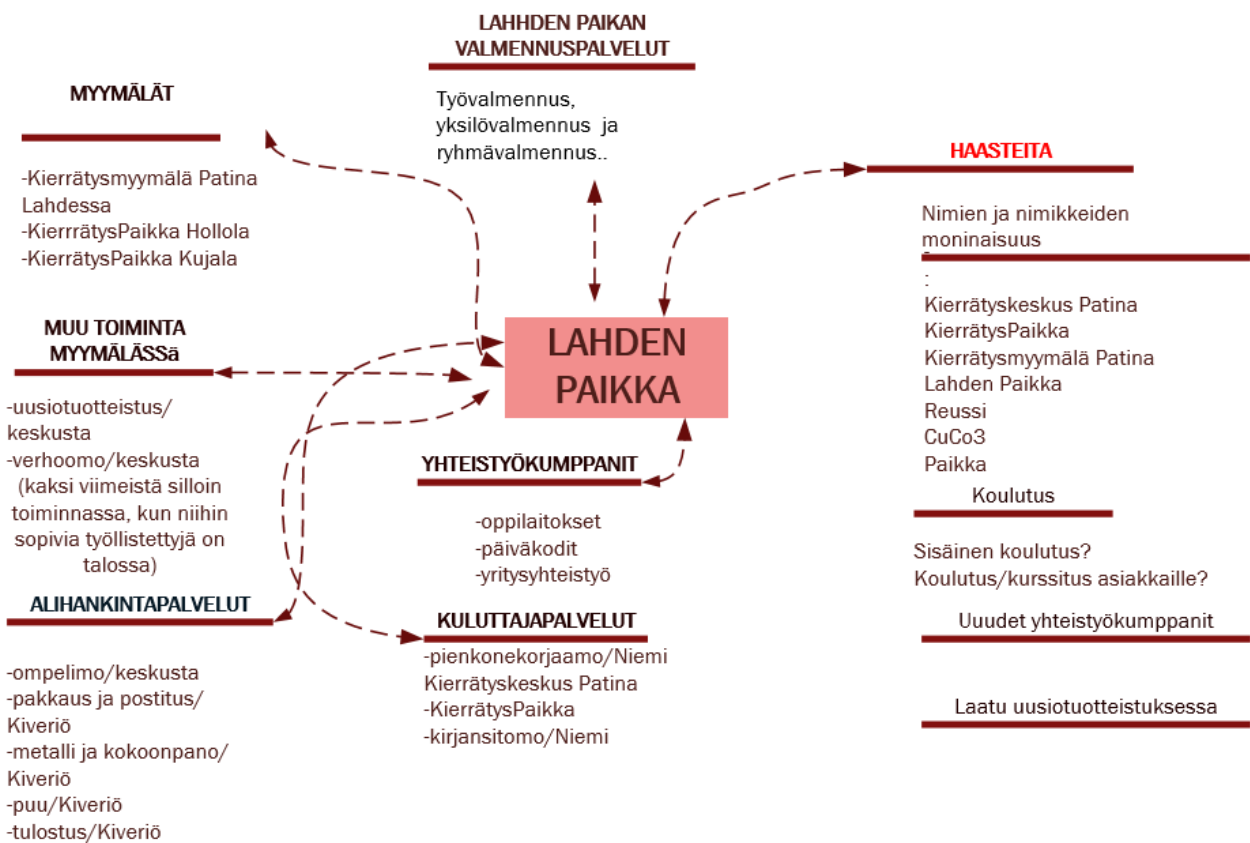 LAHHDEN PAIKAN
VALMENNUSPALVELUT
Työvalmennus,
yksilövalmennus ja
ryhmävalmennus..
MYYMÄLÄT
-Kierrätysmyymälä Patina
Lahdessa
-KierrrätysPaikka Hollola
-KierrätysPaikka Kujala
MUU TOIMINTA
MYYMÄLÄSSä
-uusiotuotteistus/
keskusta
-verhoomo/keskusta
(kaksi viimeistä silloin
toiminnassa, kun niihin
sopivia työllistettyjä on
talossa)
ALIHANKINTAPALVELUT
-ompelimo/keskusta
-pakkaus ja postitus/
Kiveriö
-metalli ja kokoonpano/
Kiveriö
-puu/Kiveriö
-tulostus/Kiveriö
LAHDEN
PAIKKA
YHTEISTYÖKUMPPANIT
-oppilaitokset
-päiväkodit
-yritysyhteistyö
KULUTTAJAPALVELUT
-pienkonekorjaamo/Niemi
Kierrätyskeskus Patina
-KierrätysPaikka
-kirjansitomo/Niemi
HAASTEITA
Nimien ja nimikkeiden
moninaisuus
:
Kierrätyskeskus Patina
KierrätysPaikka
Kierrätysmyymälä Patina
Lahden Paikka
Reussi
CuCo3
Paikka
Koulutus
Sisäinen koulutus?
Koulutus/kurssitus asiakkaille?
Uuudet yhteistyökumppanit
Laatu uusiotuotteistuksessa